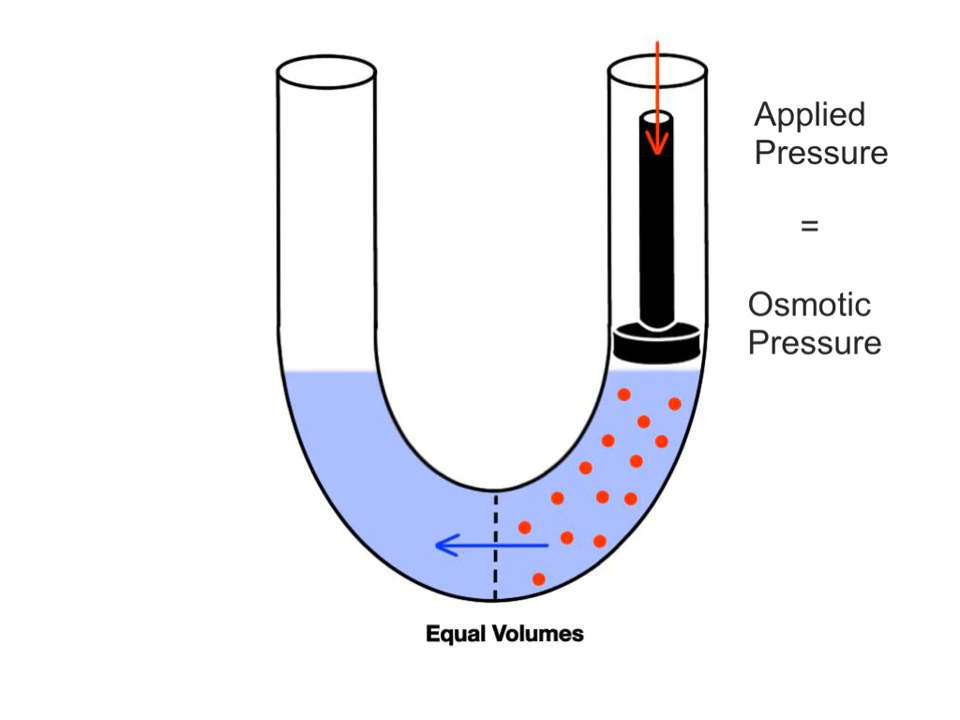 Applied
Pressure
=
Osmotic
Pressure
Equal Volumes